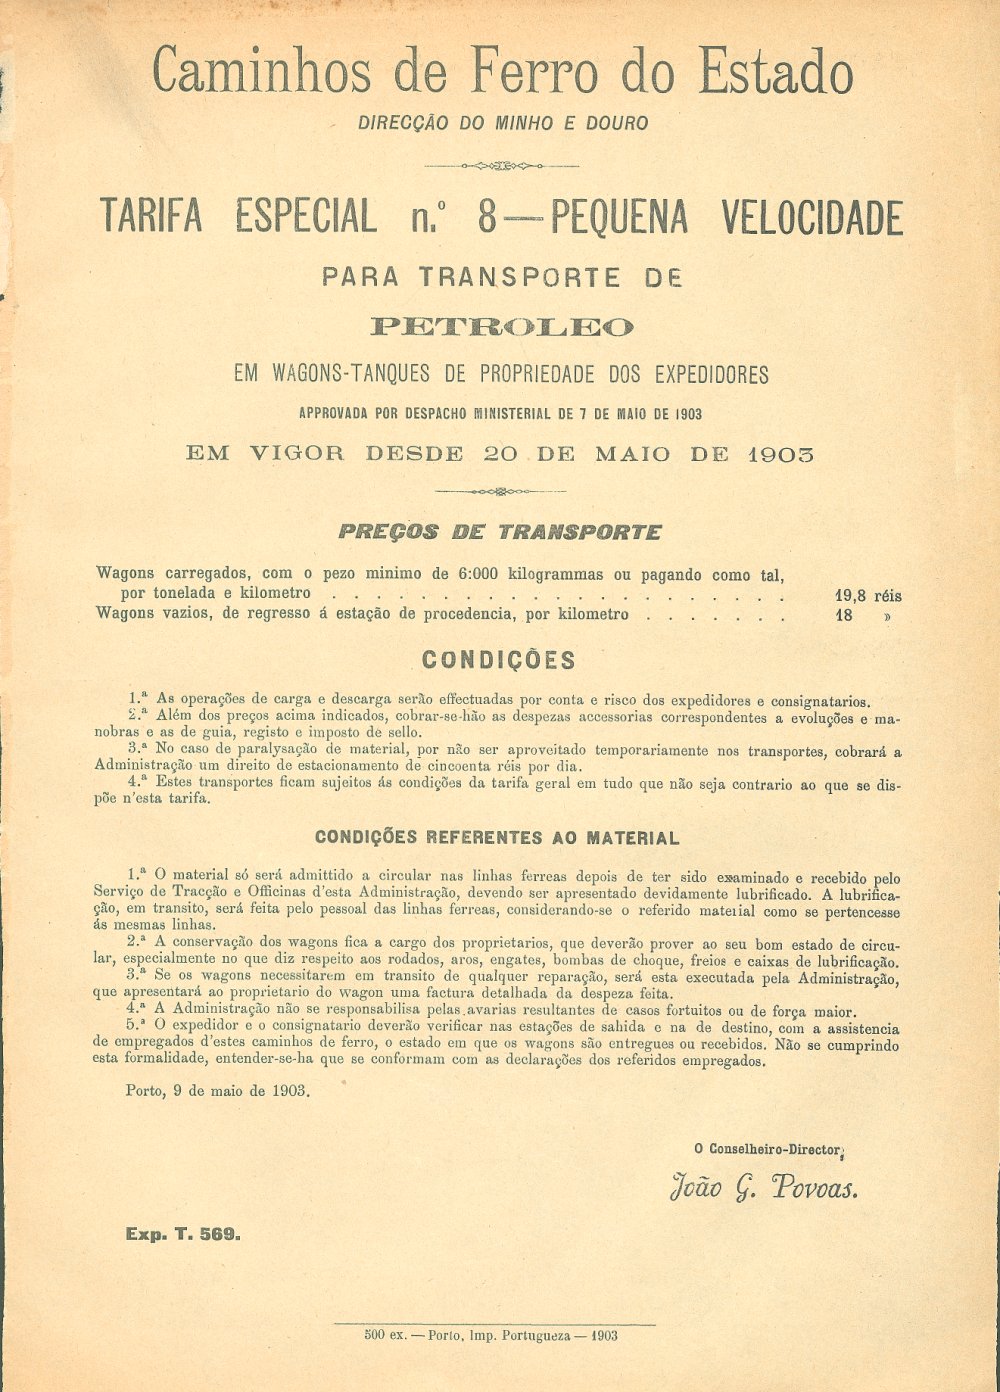 Caminhos de Ferro do Estado
DIRECÇÃO DO MINHO E DOURO
TARIFA ESPECIAL n.º 8—PEQUENA VELOCIDADE
PARA TRANSPORTE DE
PETROLEO
EM WAGONS-TANQUES DE PROPRIEDADE DOS EXPEDIDORES
APPROVADA POR DESPACHO MINISTERIAL DE 7 DE MAIO DE 1903
EM VIGOR DESDE 20 DE MAIO DE 1903
PREÇOS DE TRANSPORTE
Wagons carregados, com o pezo minimo de 6:000 kilogrammas ou pagando como tal,
por tonelada e kilometro . . . . . . . . . . . . . . . . . . . . . 19,8 réis
Wagons vazios, de regresso á estação de procedencia, por kilometro . . . . . . . 18 »
CONDIÇÕES
1.ª As operações de carga e descarga serão effectuadas por conta e risco dos expedidores e consignatarios.
2.ª Além dos preços acima indicados, cobrar-se-hão as despezas accessorias correspondentes a evoluções e ma-
nobras e as de guia, registo e imposto de sello.
3.ª No caso de paralysação de material, por não ser aproveitado temporariamente nos transportes, cobrará a
Administração um direito de estacionamento de cincoenta réis por dia.
4.ª Estes transportes ficam sujeitos ás condições da tarifa geral em tudo que não seja contrario ao que se dis-
põe n'esta tarifa.
CONDIÇÕES REFERENTES AO MATERIAL
1.ª O material só será admittido a circular nas linhas ferreas depois de ter sido examinado e recebido pelo
Serviço de Tracção e Officinas d'esta Administração, devendo ser apresentado devidamente lubrificado. A lubrifica-
ção, em transito, será feita pelo pessoal das linhas ferreas, considerando-se o referido material como se pertencesse
ás mesmas linhas.
2.ª A conservação dos wagons fica a cargo dos proprietarios, que deverão prover ao seu bom estado de circu-
lar, especialmente no que diz respeito aos rodados, aros, engates, bombas de choque, freios e caixas de lubrificação.
3.ª Se os wagons necessitarem em transito de qualquer reparação, será esta executada pela Administração,
que apresentará ao proprietario do wagon uma factura detalhada da despeza feita.
4.ª A Administração não se responsabilisa pelas avarias resultantes de casos fortuitos ou de força maior.
5.ª O expedidor e o consignatario deverão verificar nas estações de sahida e na de destino, com a assistencia
de empregados d'estes caminhos de ferro, o estado em que os wagons são entregues ou recebidos. Não se cumprindo
esta formalidade, entender-se-ha que se conformam com as declarações dos referidos empregados.
Porto, 9 de maio de 1903.
O Conselheiro-Director,
João G. Povoas.
Exp. T. 569.
500 ex. — Porto, Imp. Portugueza — 1903